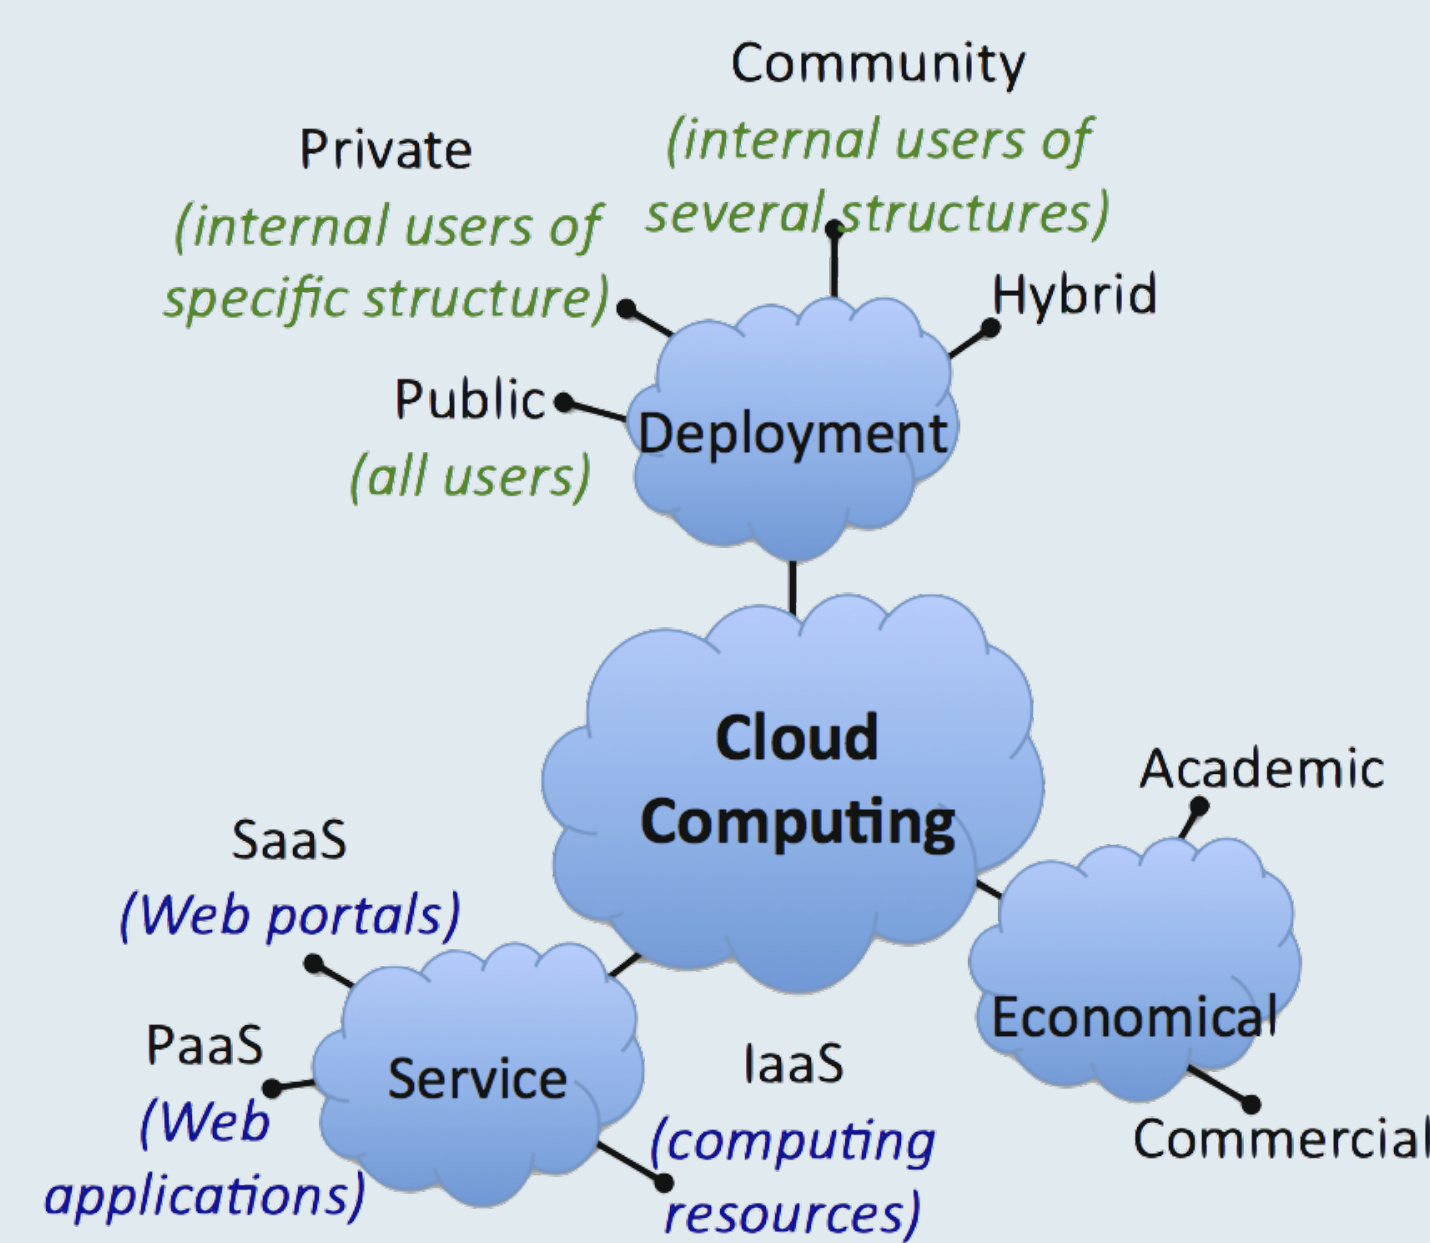 Community
(internal users of
several structures)
Private
(internal users of
specific structure)
Hybrid
Public
(all users)
Deployment
Cloud
Computing
Academic
Economical
Commercial
SaaS
(Web portals)
PaaS
(Web
applications)
Service
IaaS
(computing
resources)